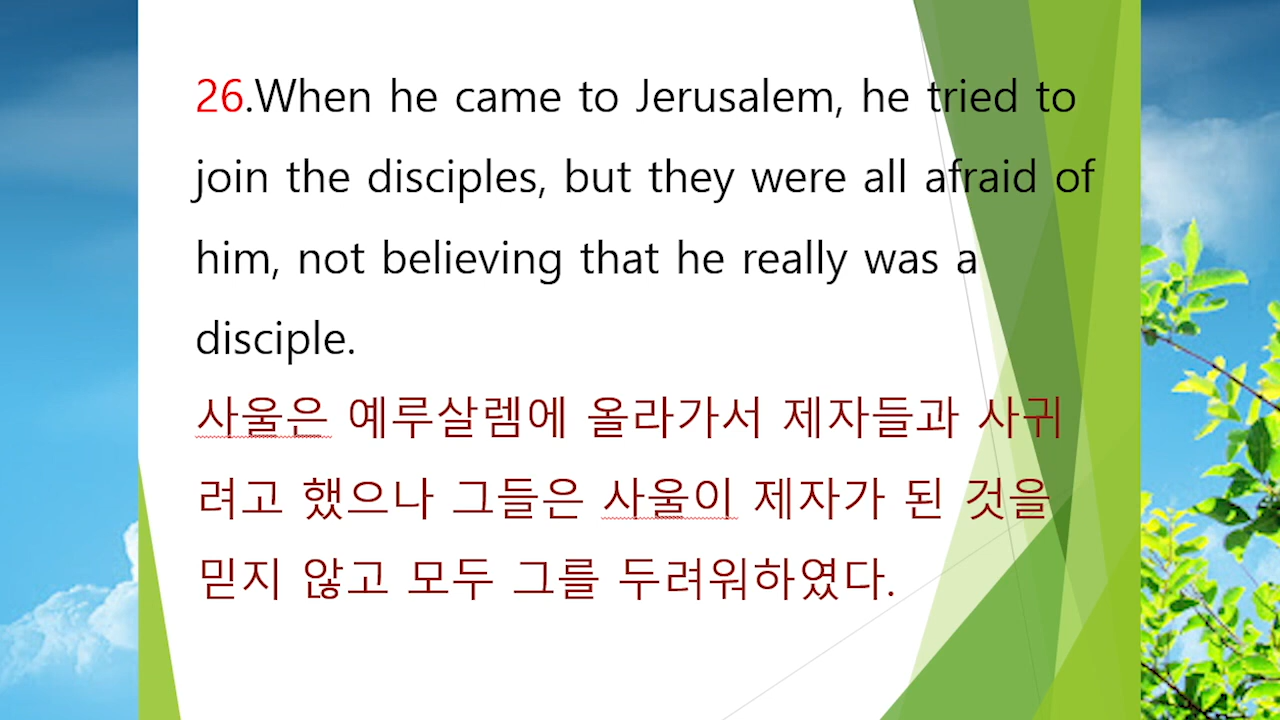 26.When he came to Jerusalem, he tried to
join the disciples, but they were all afraid of
him, not believing that he really was a
disciple.
사울은 예루살렘에 올라가서 제자들과 사귀
려고 했으나 그들은 사울이 제자가 된 것을
믿지 않고 모두 그를 두려워하였다.